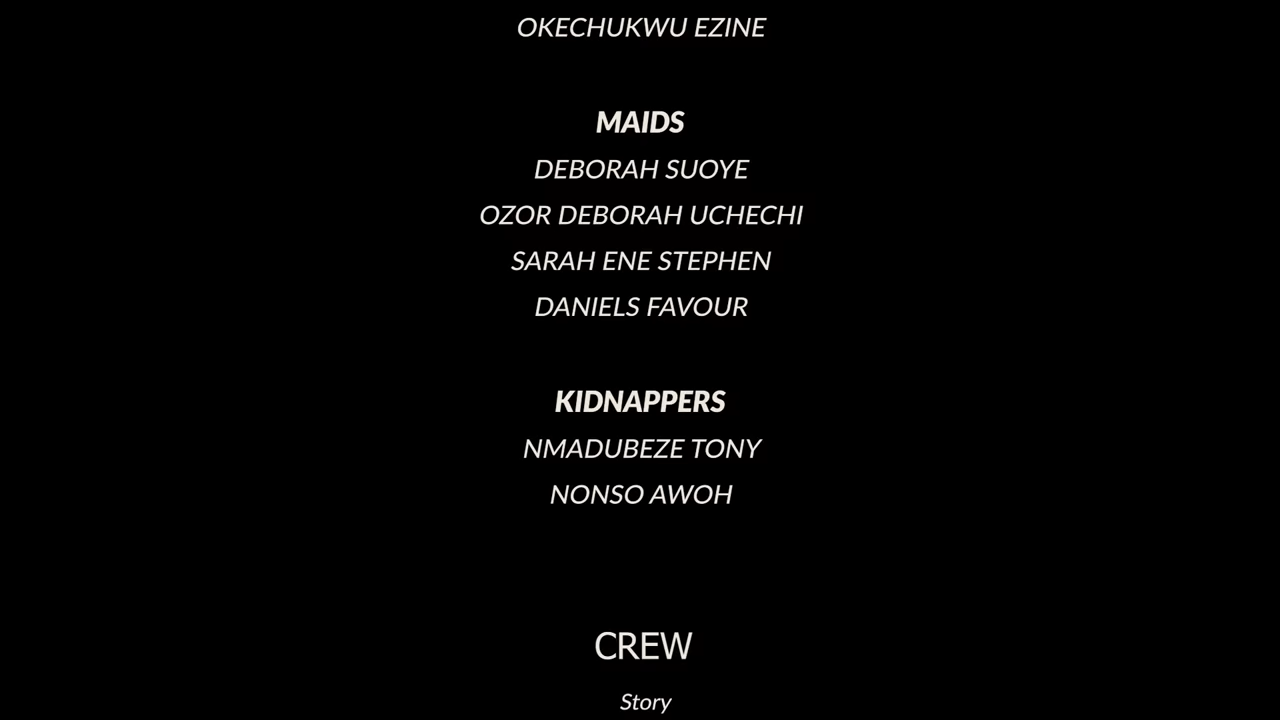 OKECHUKWU EZINE
MAIDS
DEBORAH SUOYE
OZOR DEBORAH UCHECHI
SARAH ENE STEPHEN
DANIELS FAVOUR
KIDNAPPERS
NMADUBEZE TONY
NONSO AWOH
CREW
Story